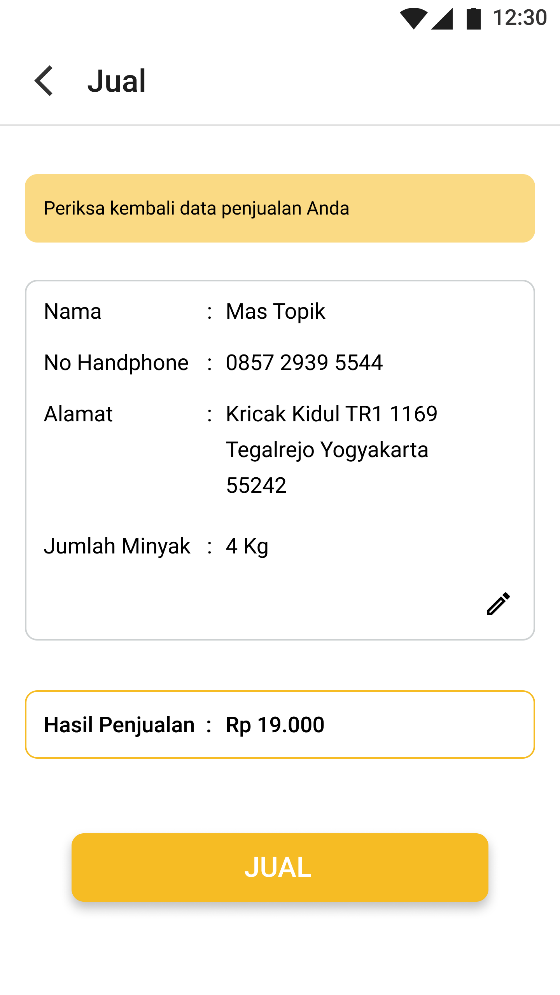 12:30
Jual
Periksa kembali data penjualan Anda
Nama : Mas Topik
No Handphone : 0857 2939 5544
Alamat : Kricak Kidul TR1 1169
Tegalrejo Yogyakarta
55242
Jumlah Minyak : 4 Kg
Hasil Penjualan : Rp 19.000
JUAL